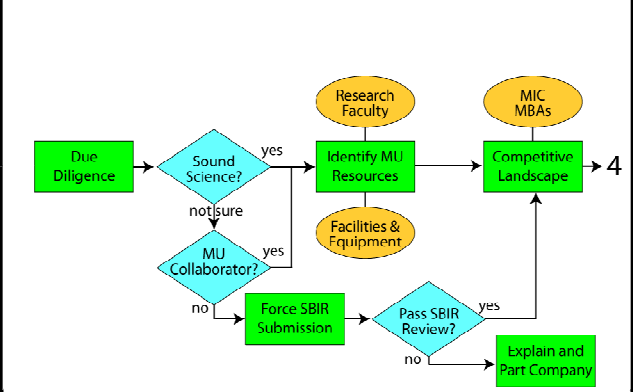 Research
Faculty
MIC
MBAs
Due
Diligence
Sound
Science?
yes
Identify MU
Resources
Competitive
Landscape
4
not sure
Facilities &
Equipment
MU
Collaborator?
yes
no
Force SBIR
Submission
Pass SBIR
Review?
yes
no
Explain and
Part Company